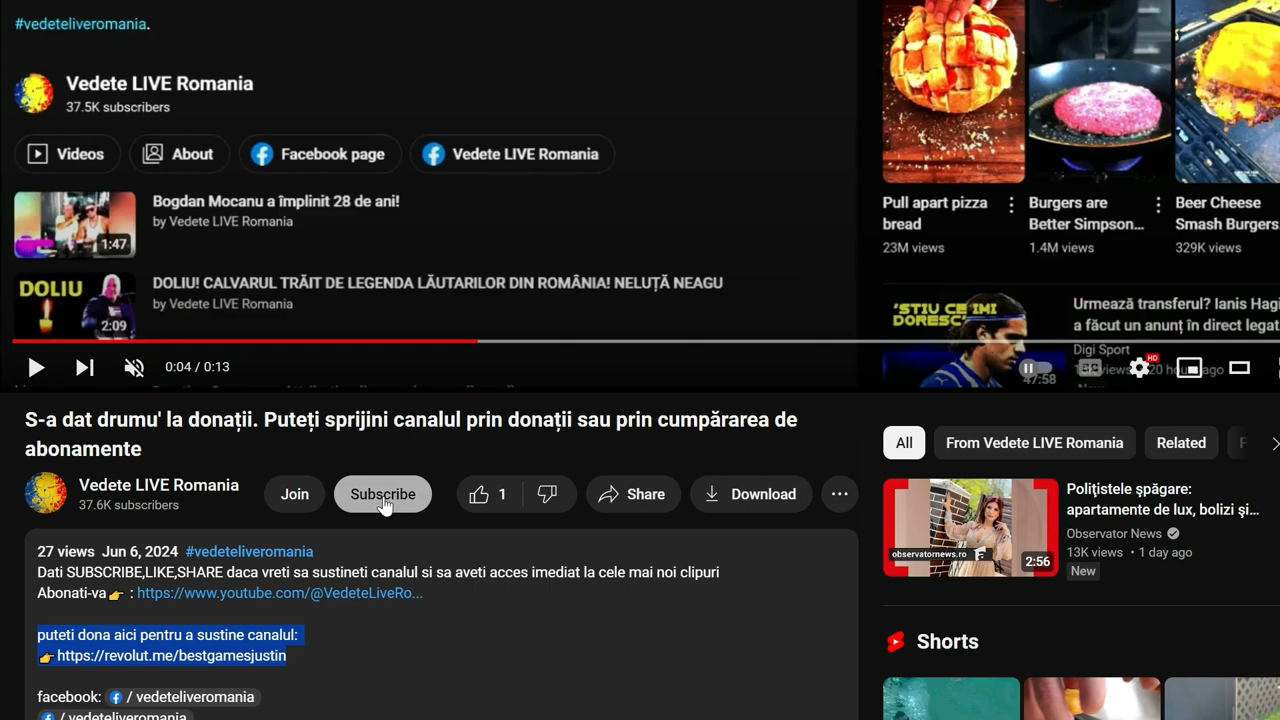 #vedeteliveromania.
Vedete LIVE Romania
37.5K subscribers
Videos
About
Facebook page
Vedete LIVE Romania
Bogdan Mocanu a împlinit 28 de ani!
by Vedete LIVE Romania
1:47
DOLIU! CALVARUL TRĂIT DE LEGENDA LĂUTARILOR DIN ROMÂNIA! NELUȚĂ NEAGU
by Vedete LIVE Romania
DOLIU
2:09
Pull apart pizza
bread
23M views
Burgers are
Better Simpson...
1.4M views
Beer Cheese
Smash Burgers
329K views
'ȘTIU CE ÎMI
DORESC'
47:58
Urmează transferul? Ianis Hagi
a făcut un anunț în direct legat
Digi Sport
0:04 / 0:13
HD
S-a dat drumu' la donații. Puteți sprijini canalul prin donații sau prin cumpărarea de
abonamente
Vedete LIVE Romania
37.6K subscribers
Join
Subscribe
1
Share
Download
27 views Jun 6, 2024 #vedeteliveromania
Dati SUBSCRIBE,LIKE,SHARE daca vreti sa sustineti canalul si sa aveti acces imediat la cele mai noi clipuri
Abonati-va👉 : https://www.youtube.com/@VedeteLiveRo...
puteti dona aici pentru a sustine canalul:
👉https://revolut.me/bestgamesjustin
facebook: / vedeteliveromania
/ vedeteliveromania
All
From Vedete LIVE Romania
Related
observatornews.ro
2:56
Polițistele șpăgare:
apartamente de lux, bolizi și...
Observator News
13K views • 1 day ago
New
Shorts